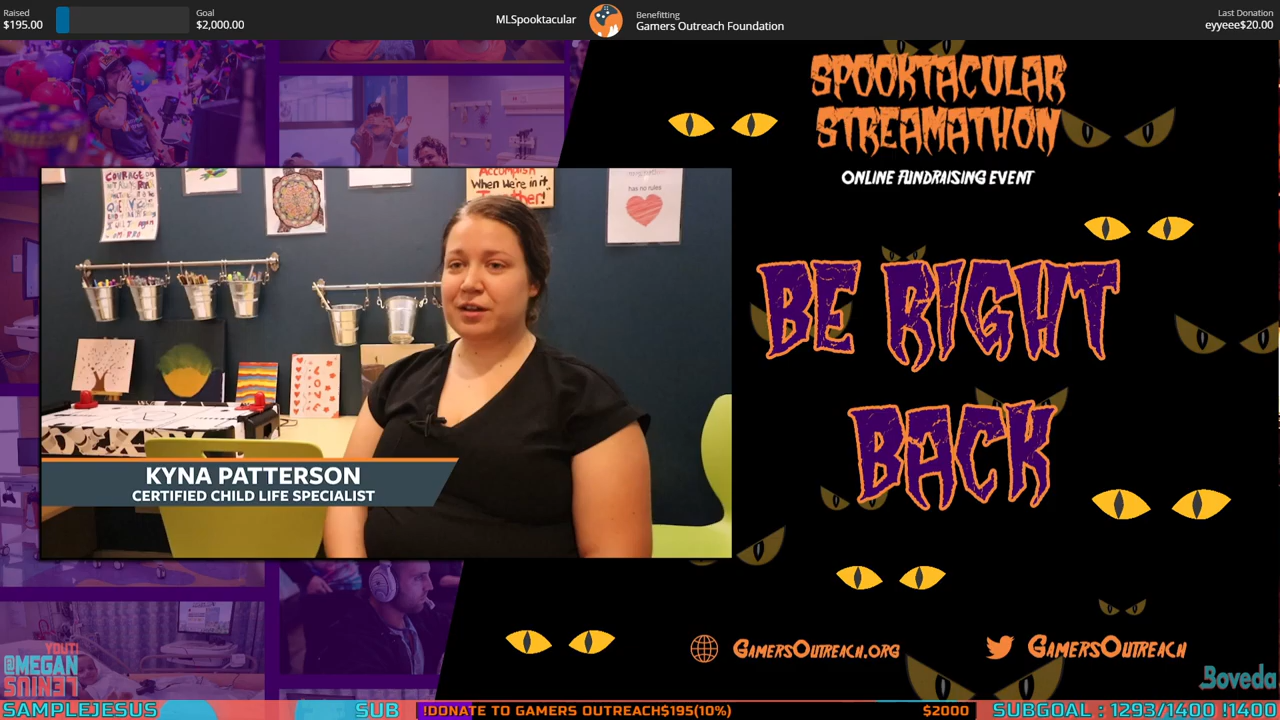 Raised
$195.00
Goal
$2,000.00
MLSpooktacular
Benefitting
Gamers Outreach Foundation
Last Donation
eyyeee$20.00
SPOOKTACULAR
STREAMATHON
ONLINE FUNDRAISING EVENT
COURAGE
Accomplish
When We're in it
Together!"
has no rules
LOVE
BE RIGHT
BACK
KYNA PATTERSON
CERTIFIED CHILD LIFE SPECIALIST
GAMERSOUTREACH.ORG
GAMERSOUTREACH
YOUT!
@MEGAN
Boveda
SAMPLEJESUS
SUB
!DONATE TO GAMERS OUTREACH$195(10%)
$2000
SUBGOAL : 1293/1400 !1400